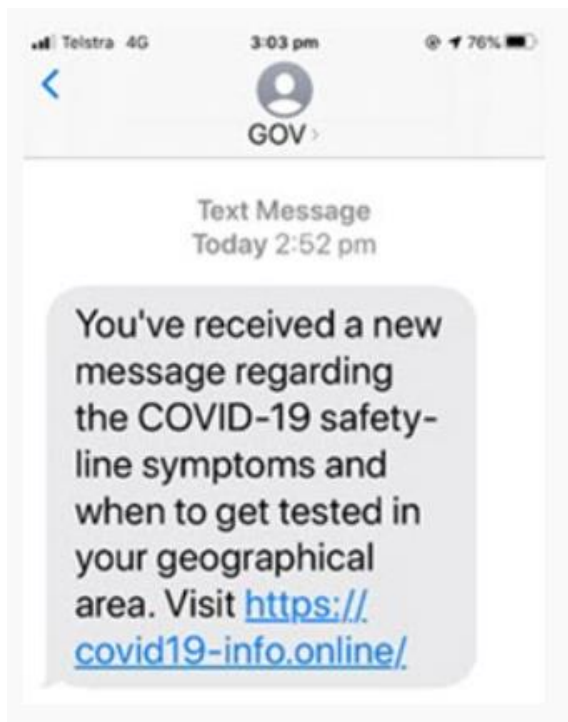 Telstra 4G 3:03 pm 76%
GOV
Text Message
Today 2:52 pm
You've received a new
message regarding
the COVID-19 safety-
line symptoms and
when to get tested in
your geographical
area. Visit https://
covid19-info.online/